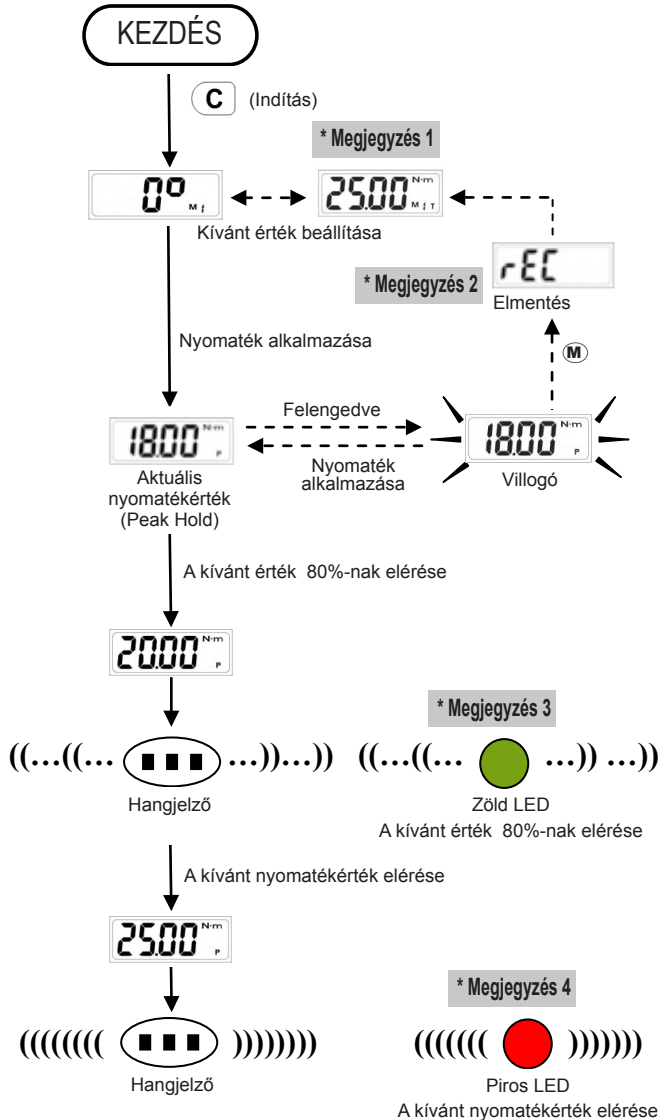 KEZDÉS
C (Indítás)
* Megjegyzés 1
0° M 1
25.00 N·m M 1 T
Kívánt érték beállítása
rEC
* Megjegyzés 2
Elmentés
M
Nyomaték alkalmazása
18.00 N·m P
Felengedve
Nyomaték
alkalmazása
18.00 N·m P
Aktuális
nyomatékérték
(Peak Hold)
Villogó
A kívánt érték 80%-nak elérése
20.00 N·m P
* Megjegyzés 3
((…((… …))…)) ((…((… …)) …))
Hangjelző
Zöld LED
A kívánt érték 80%-nak elérése
A kívánt nyomatékérték elérése
25.00 N·m P
* Megjegyzés 4
(((((((( )))))))) ((((((( )))))))
Hangjelző
Piros LED
A kívánt nyomatékérték elérése